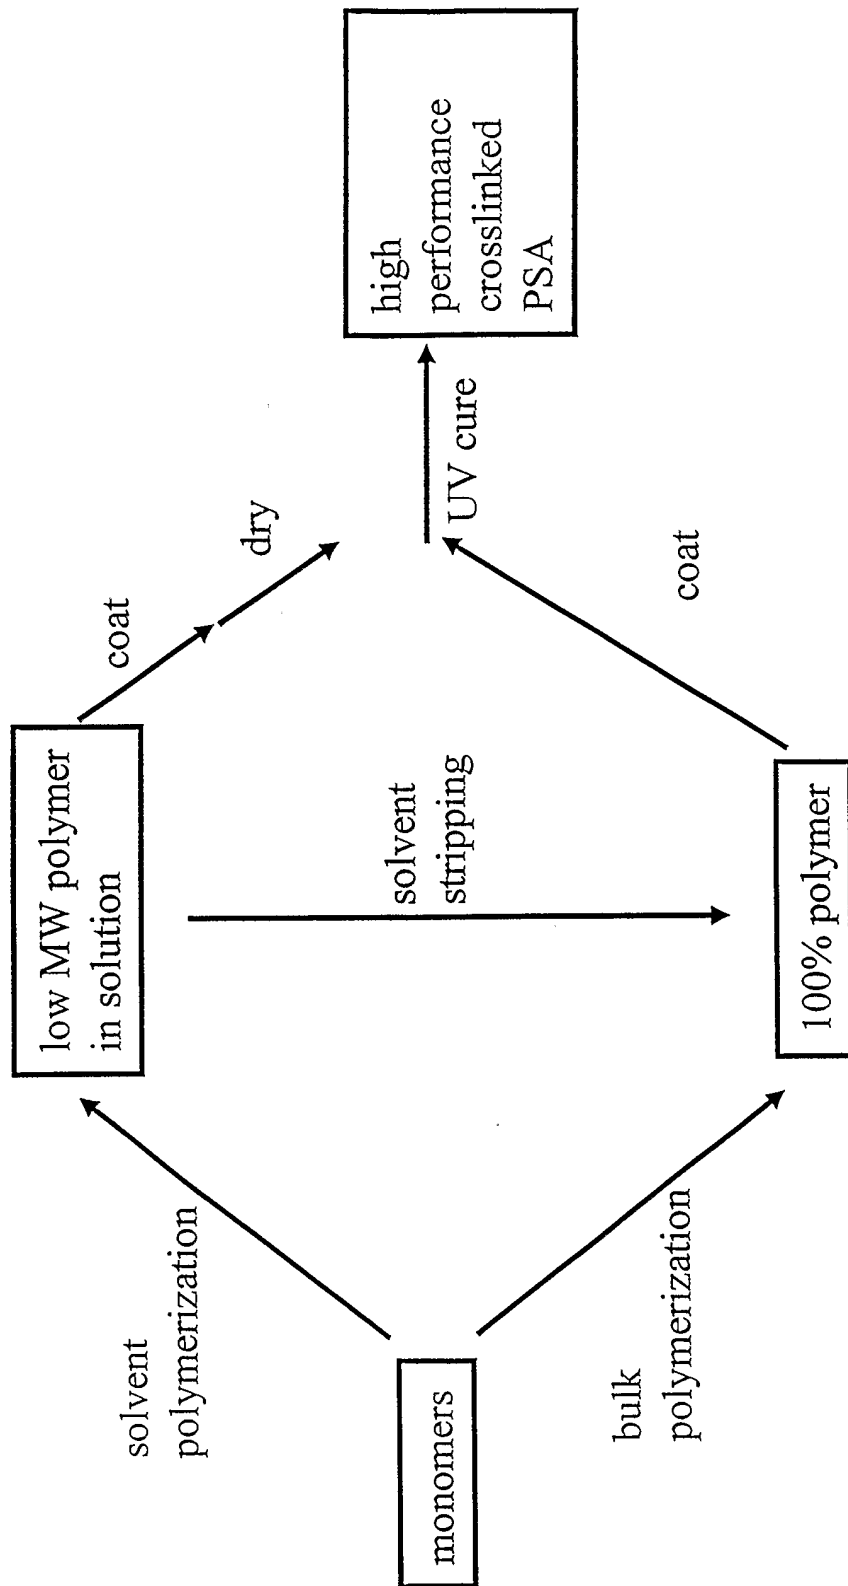 monomers
solvent
polymerization
bulk
polymerization
low MW polymer
in solution
solvent
stripping
100% polymer
coat
dry
coat
UV cure
high
performance
crosslinked
PSA